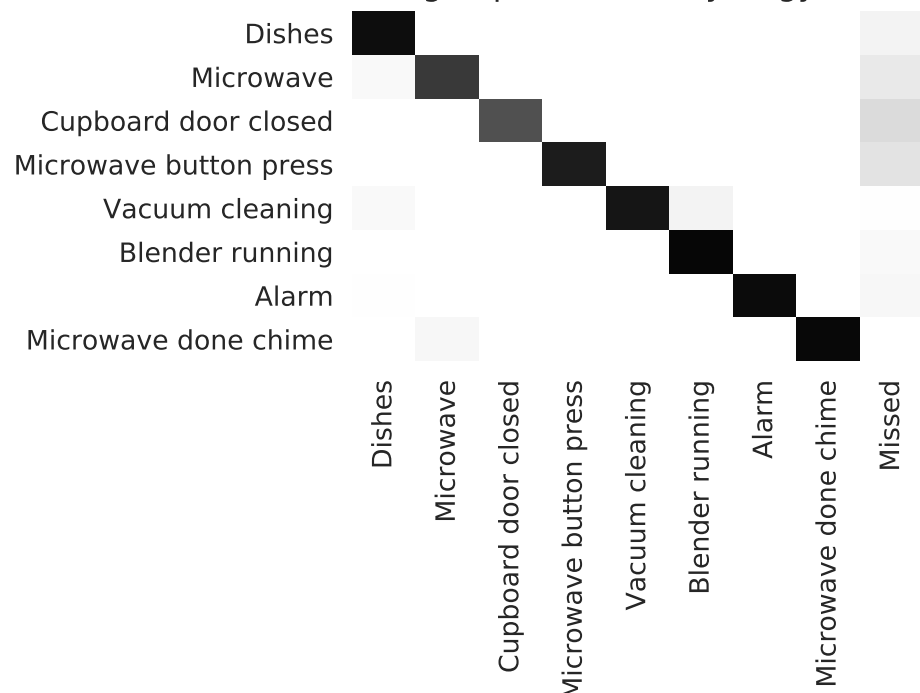 Dishes
Microwave
Cupboard door closed
Microwave button press
Vacuum cleaning
Blender running
Alarm
Microwave done chime
Dishes
Microwave
Cupboard door closed
Microwave button press
Vacuum cleaning
Blender running
Alarm
Microwave done chime
Missed